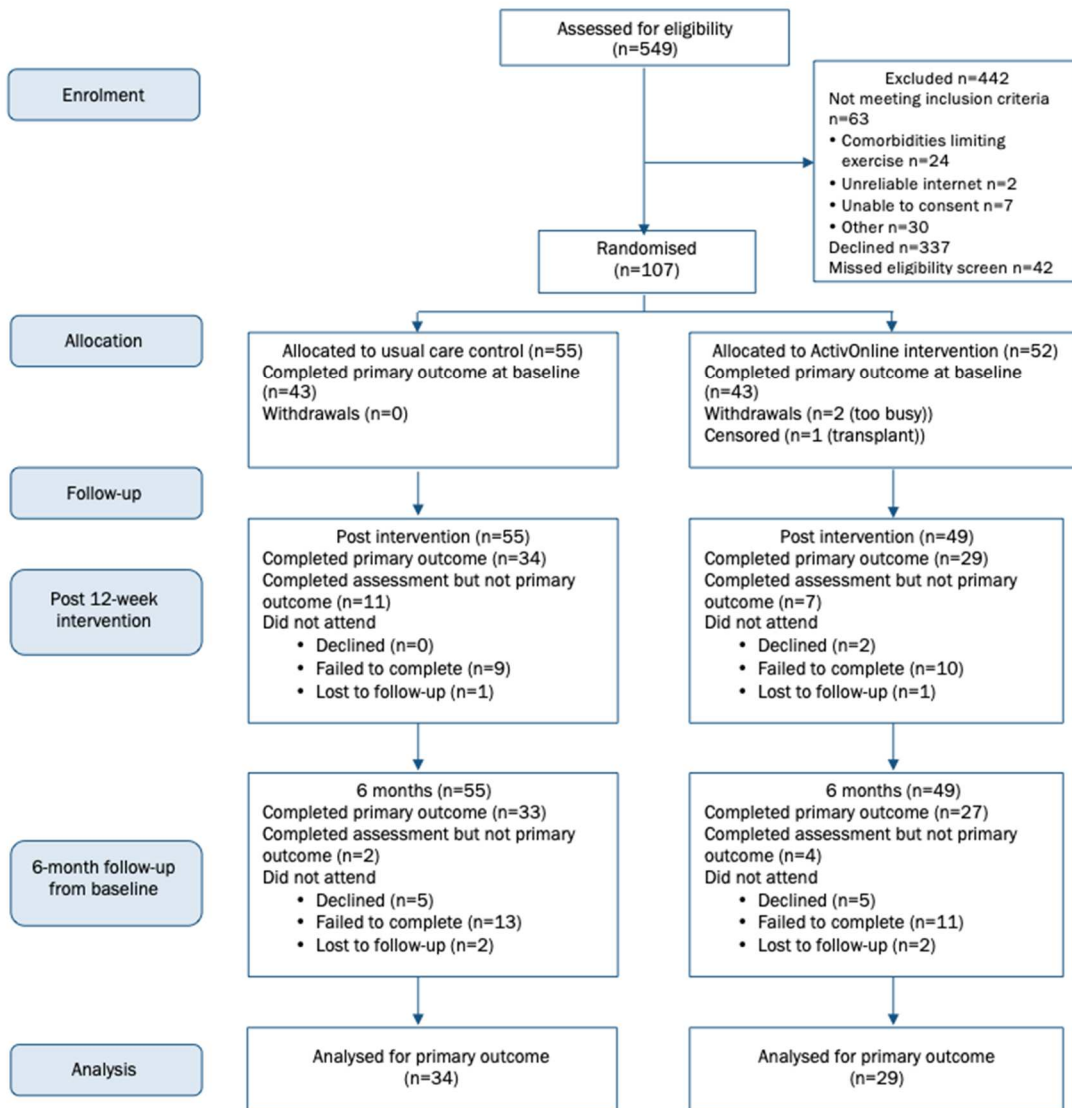 Assessed for eligibility
(n=549)
Enrolment
Excluded n=442
Not meeting inclusion criteria
n=63
• Comorbidities limiting
exercise n=24
• Unreliable internet n=2
• Unable to consent n=7
• Other n=30
Declined n=337
Missed eligibility screen n=42
Randomised
(n=107)
Allocation
Allocated to usual care control (n=55)
Completed primary outcome at baseline
(n=43)
Withdrawals (n=0)
Allocated to ActivOnline intervention (n=52)
Completed primary outcome at baseline
(n=43)
Withdrawals (n=2 (too busy))
Censored (n=1 (transplant))
Follow-up
Post 12-week
intervention
Post intervention (n=55)
Completed primary outcome (n=34)
Completed assessment but not primary
outcome (n=11)
Did not attend
• Declined (n=0)
• Failed to complete (n=9)
• Lost to follow-up (n=1)
Post intervention (n=49)
Completed primary outcome (n=29)
Completed assessment but not primary
outcome (n=7)
Did not attend
• Declined (n=2)
• Failed to complete (n=10)
• Lost to follow-up (n=1)
6-month follow-up
from baseline
6 months (n=55)
Completed primary outcome (n=33)
Completed assessment but not primary
outcome (n=2)
Did not attend
• Declined (n=5)
• Failed to complete (n=13)
• Lost to follow-up (n=2)
6 months (n=49)
Completed primary outcome (n=27)
Completed assessment but not primary
outcome (n=4)
Did not attend
• Declined (n=5)
• Failed to complete (n=11)
• Lost to follow-up (n=2)
Analysis
Analysed for primary outcome
(n=34)
Analysed for primary outcome
(n=29)